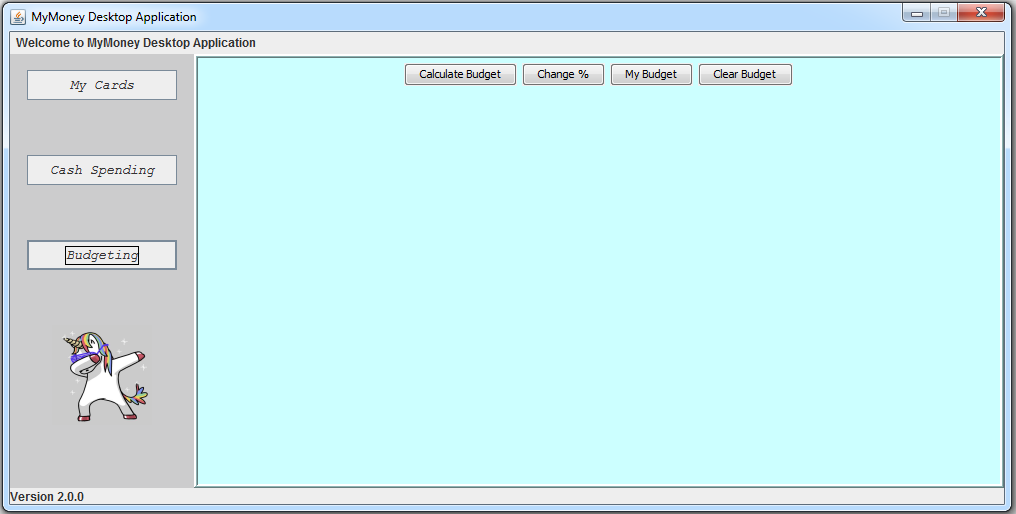 MyMoney Desktop Application
Welcome to MyMoney Desktop Application
My Cards
Cash Spending
Budgeting
Calculate Budget Change % My Budget Clear Budget
Version 2.0.0